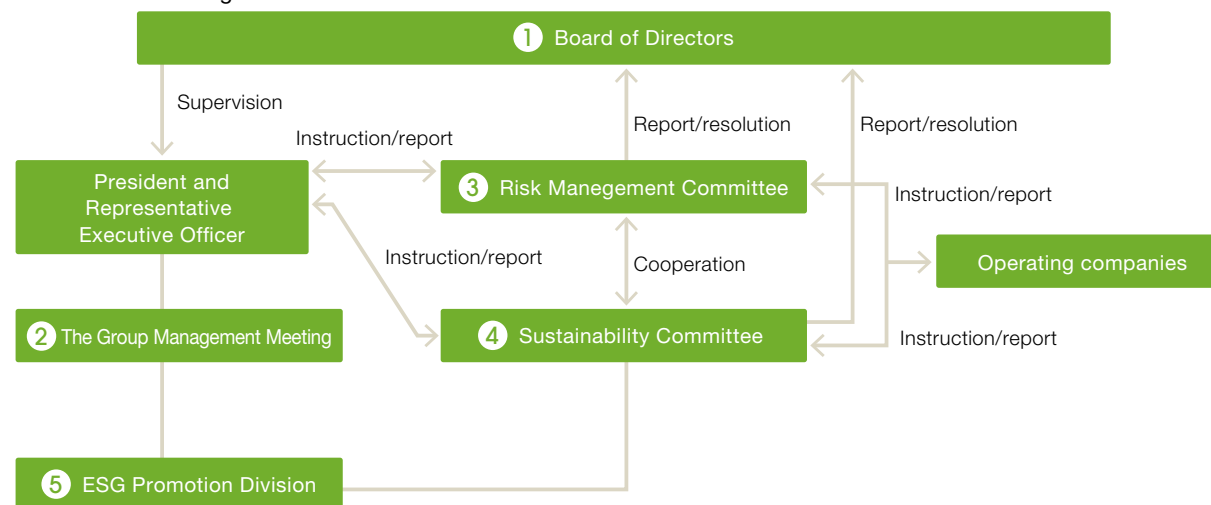 1 Board of Directors
Supervision
Report/resolution
Report/resolution
Instruction/report
President and
Representative
Executive Officer
3 Risk Manegement Committee
Instruction/report
Instruction/report
Cooperation
Operating companies
2 The Group Management Meeting
4 Sustainability Committee
Instruction/report
5 ESG Promotion Division